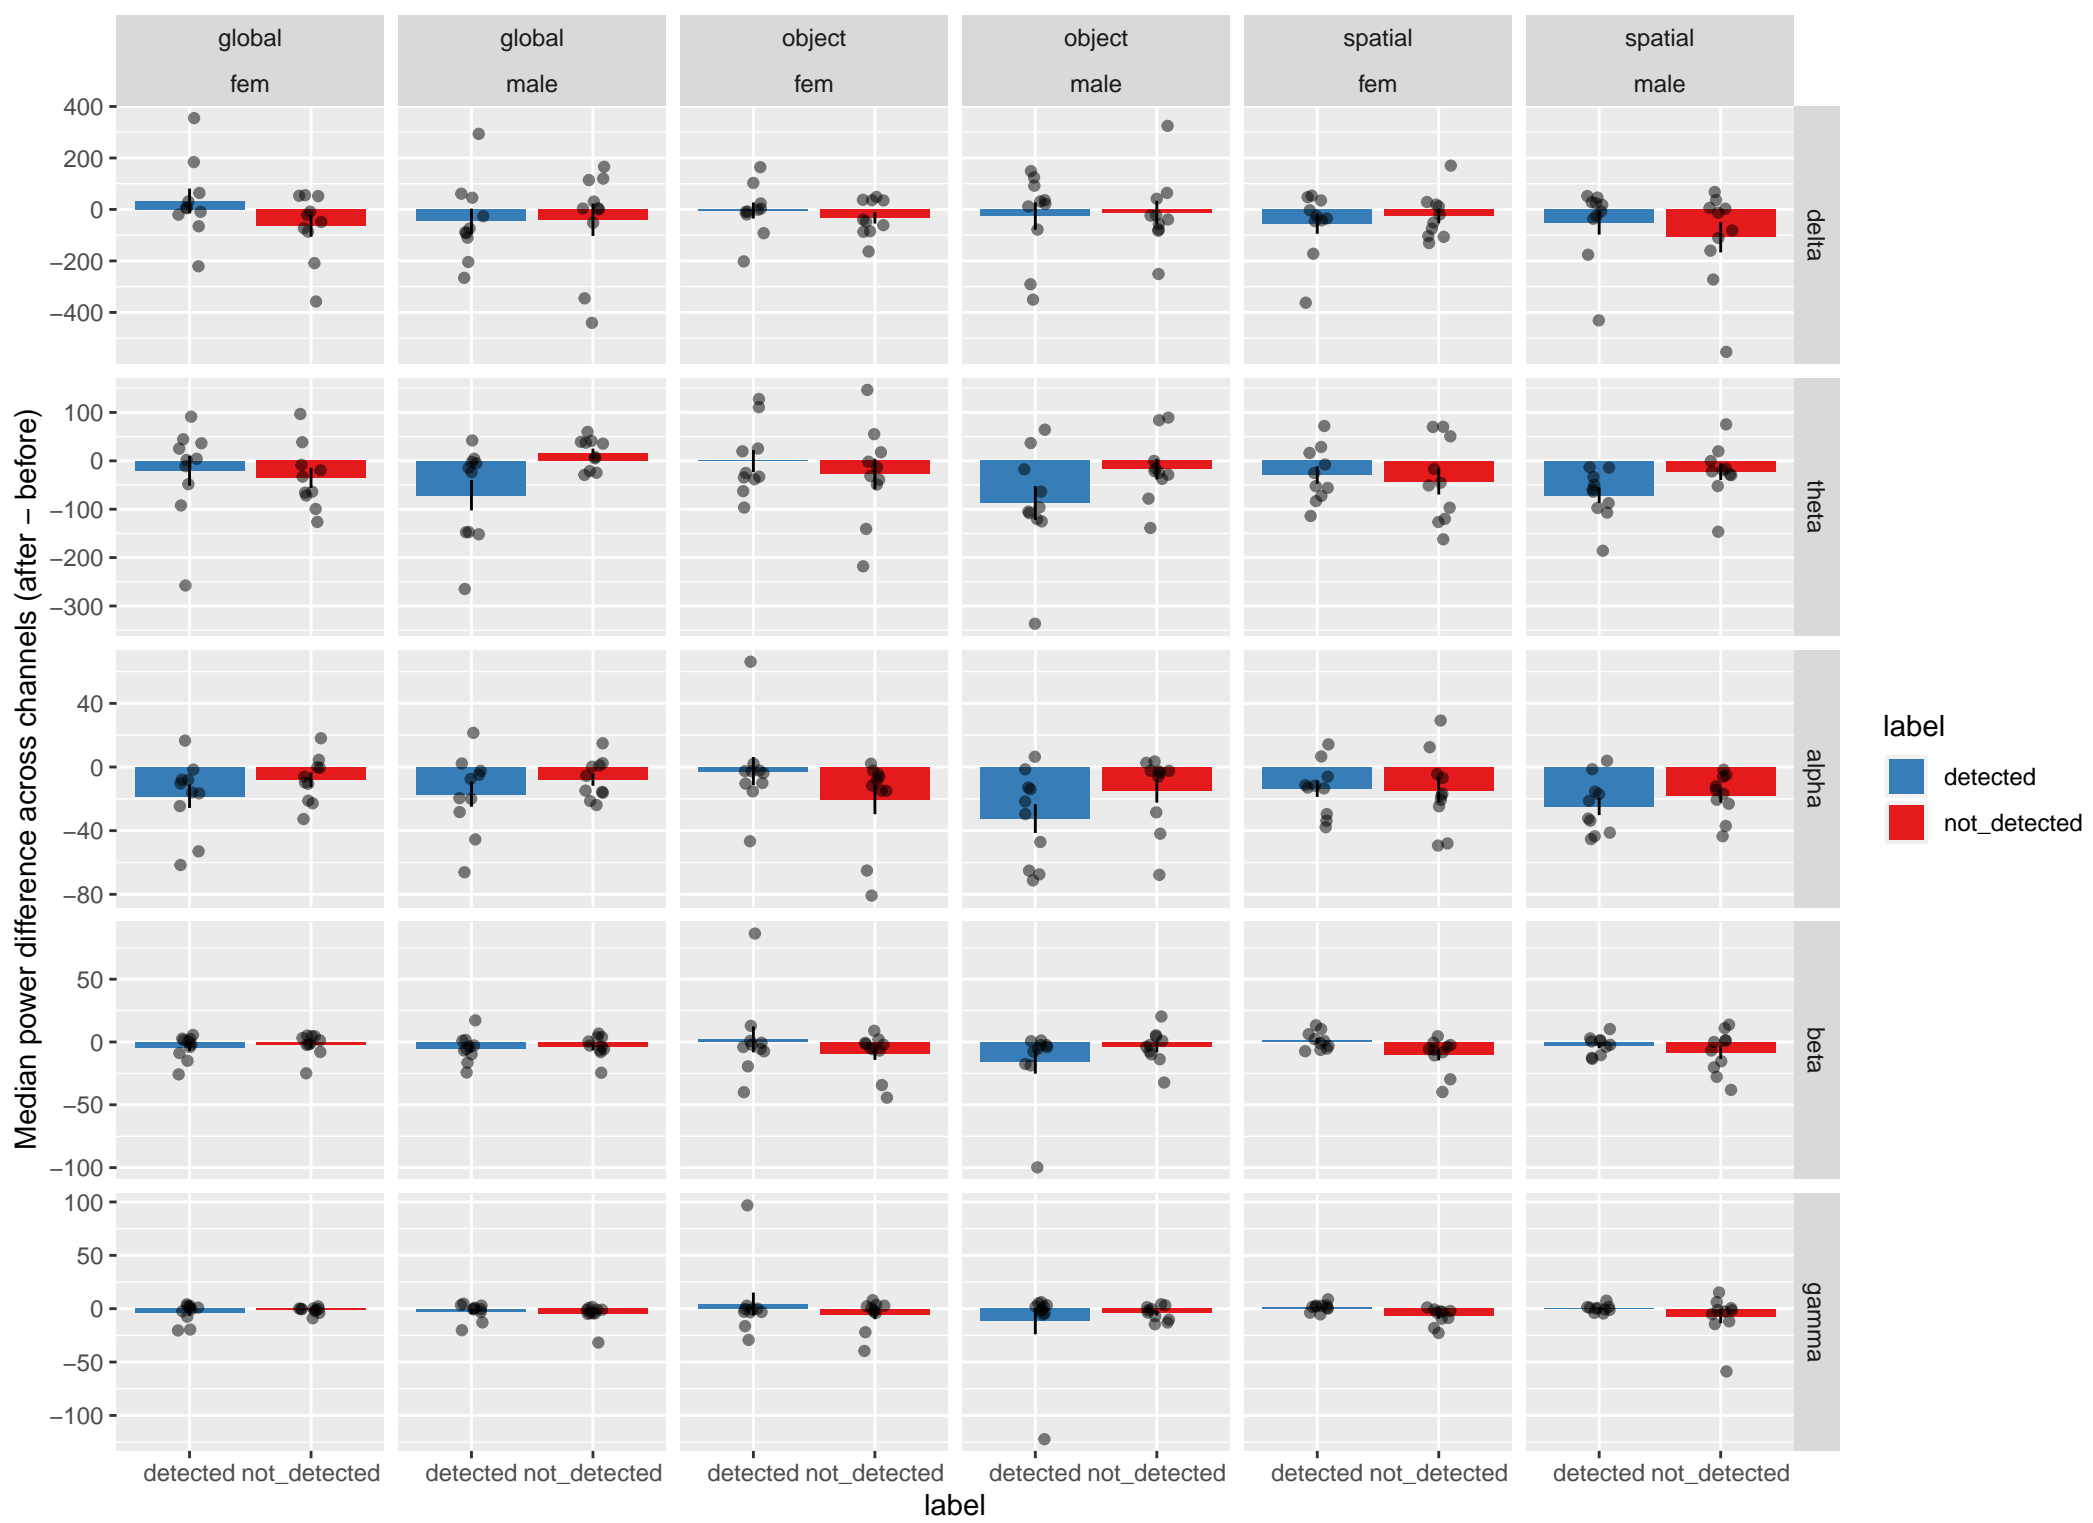 global global object object spatial spatial
fem male fem male fem male
400
200
0
−200
−400
delta
100
0
−100
−200
−300
theta
40
0
−40
−80
alpha
50
0
−50
−100
beta
100
50
0
−50
−100
gamma
detected not_detected detected not_detected detected not_detected detected not_detected detected not_detected detected not_detected
label
Median power difference across channels (after − before)
label
detected
not_detected